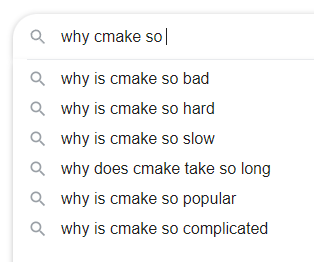 why cmake so
why is cmake so bad
why is cmake so hard
why is cmake so slow
why does cmake take so long
why is cmake so popular
why is cmake so complicated